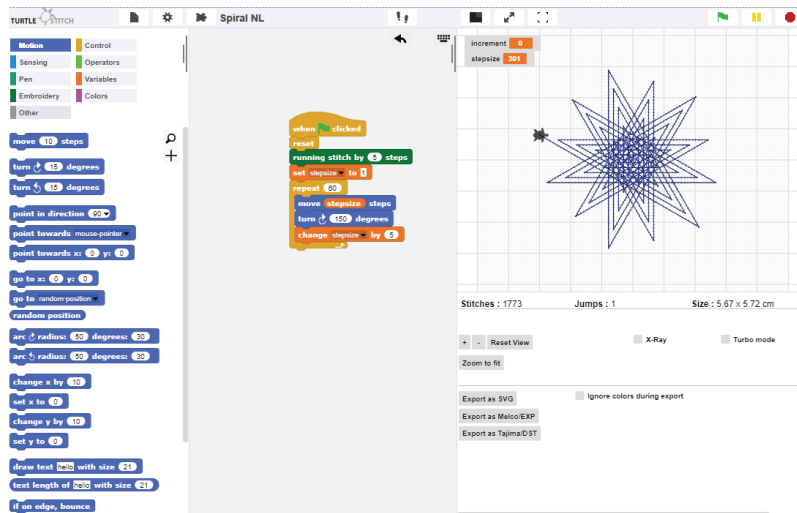 TURTLE STITCH
Spiral NL
Motion
Control
Sensing
Operators
Pen
Variables
Embroidery
Colors
Other
move 10 steps
turn 15 degrees
turn 15 degrees
point in direction 90
point towards mouse-pointer
point towards x: 0 y: 0
go to x: 0 y: 0
go to random position
random position
arc radius: 50 degrees: 30
arc radius: 50 degrees: 30
change x by 10
set x to 0
change y by 10
set y to 0
draw text hello with size 21
text length of hello with size 21
if on edge, bounce
when clicked
reset
running stitch by 5 steps
set stepsize to 1
repeat 60
move stepsize steps
turn 150 degrees
change stepsize by 5
increment 0
stepsize 301
Stitches : 1773
Jumps : 1
Size : 5.67 x 5.72 cm
+ - Reset View
X-Ray
Turbo mode
Zoom to fit
Export as SVG
Ignore colors during export
Export as Melco/EXP
Export as Tajima/DST